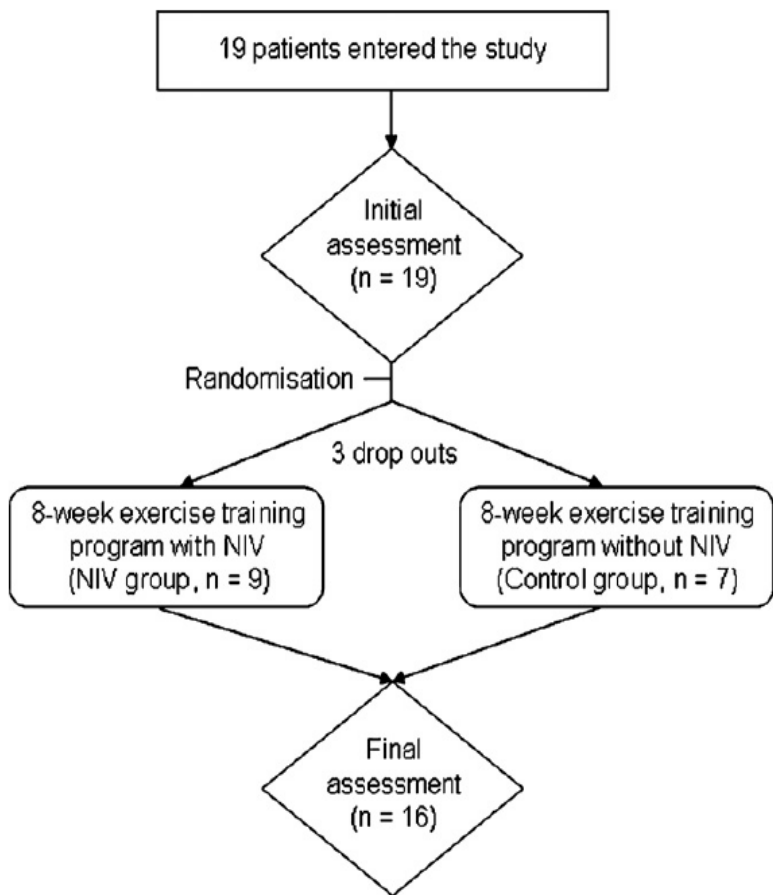 19 patients entered the study
Initial
assessment
(n = 19)
Randomisation
3 drop outs
8-week exercise training
program with NIV
(NIV group, n = 9)
8-week exercise training
program without NIV
(Control group, n = 7)
Final
assessment
(n = 16)